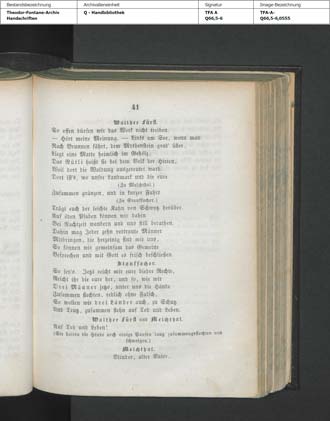 Bestandsbezeichnung
Archivalieneinheit
Signatur
Image-Bezeichnung
Theodor-Fontane-Archiv
Handschriften
Q - Handbibliothek
TFA A
Q66,5-6
TFA-A-
Q66,5-6,0555
41
Walther Fürst.
So offen dürfen wir das Werk nicht treiben.
— Hört meine Meinung. — Links am See, wenn man
Nach Brunnen fährt, dem Mythenstein grad' über,
Liegt eine Matte heimlich im Gehölz,
Das Rütli heißt sie bei dem Volk der Hirten,
Weil dort die Waldung ausgereutet ward.
Dort ist's, wo unsre Landmark und die eure
(Zu Melchthal.)
Zusammen grenzen, und in kurzer Fahrt
(Zu Stauffacher.)
Trägt euch der leichte Kahn von Schwyz herüber.
Auf öden Pfaden können wir dahin
Bei Nachtzeit wandern und uns still berathen.
Dahin mag Jeder zehn vertraute Männer
Mitbringen, die herzeinig sind mit uns,
So können wir gemeinsam das Gemeine
Besprechen und mit Gott es frisch beschließen.
Stauffacher.
So sey's. Jetzt reicht mir eure biedre Rechte,
Reicht ihr die eure her, und so, wie wir
Drei Männer jetzo, unter uns die Hände
Zusammen flechten, redlich ohne Falsch,
So wollen wir drei Länder auch, zu Schutz
Und Trutz, zusammen stehn auf Tod und Leben.
Walther Fürst und Melchthal.
Auf Tod und Leben!
(Sie halten die Hände noch einige Pausen lang zusammengeflochten und
schweigen.)
Melchthal.
Blinder, alter Vater.